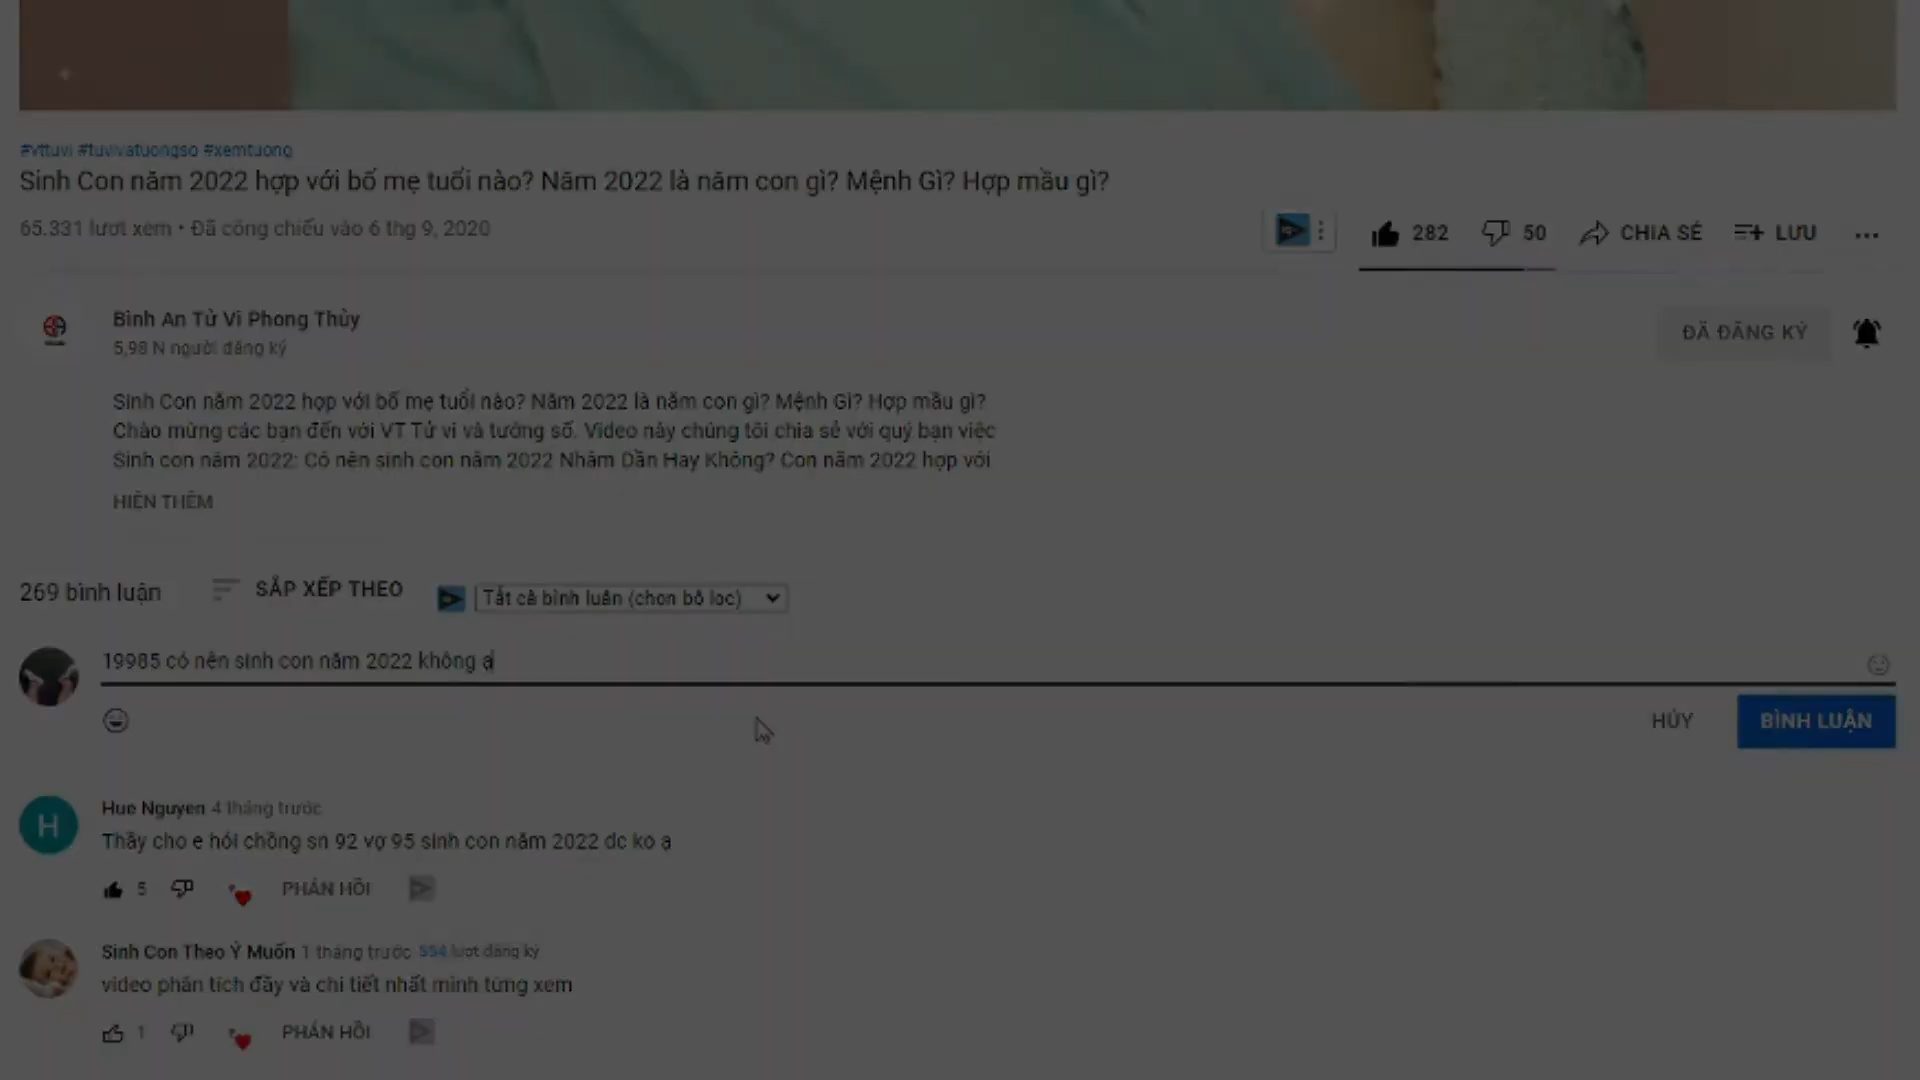 #vttuvi #tuvivatuongso #xemtuong
Sinh Con năm 2022 hợp với bố mẹ tuổi nào? Năm 2022 là năm con gì? Mệnh Gì? Hợp mầu gì?
65.331 lượt xem • Đã công chiếu vào 6 thg 9, 2020
282
50
CHIA SẺ
LƯU
Bình An Tử Vi Phong Thủy
5,98 N người đăng ký
ĐÃ ĐĂNG KÝ
Sinh Con năm 2022 hợp với bố mẹ tuổi nào? Năm 2022 là năm con gì? Mệnh Gì? Hợp mầu gì?
Chào mừng các bạn đến với VT Tử vi và tướng số. Video này chúng tôi chia sẻ với quý bạn việc
Sinh con năm 2022: Có nên sinh con năm 2022 Nhâm Dần Hay Không? Con năm 2022 hợp với
HIỆN THÊM
269 bình luận
SẮP XẾP THEO
Tất cả bình luận (chọn bộ lọc)
19985 có nên sinh con năm 2022 không ạ
HỦY
BÌNH LUẬN
H
Hue Nguyen 4 tháng trước
Thầy cho e hỏi chồng sn 92 vợ 95 sinh con năm 2022 dc ko ạ
5
PHẢN HỒI
Sinh Con Theo Ý Muốn 1 tháng trước 554 lượt đăng ký
video phân tích đầy và chi tiết nhất mình từng xem
1
PHẢN HỒI